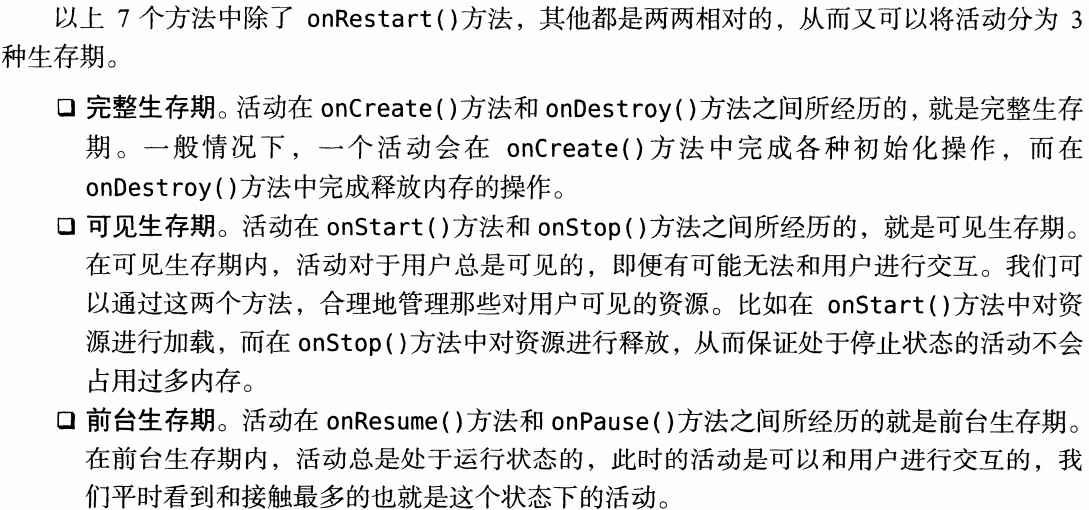 以上 7 个方法中除了 onRestart()方法，其他都是两两相对的，从而又可以将活动分为 3
种生存期。
❑ 完整生存期。活动在 onCreate()方法和 onDestroy()方法之间所经历的，就是完整生存
期。一般情况下，一个活动会在 onCreate()方法中完成各种初始化操作，而在
onDestroy()方法中完成释放内存的操作。
❑ 可见生存期。活动在 onStart()方法和 onStop()方法之间所经历的，就是可见生存期。
在可见生存期内，活动对于用户总是可见的，即便有可能无法和用户进行交互。我们可
以通过这两个方法，合理地管理那些对用户可见的资源。比如在 onStart()方法中对资
源进行加载，而在 onStop()方法中对资源进行释放，从而保证处于停止状态的活动不会
占用过多内存。
❑ 前台生存期。活动在 onResume()方法和 onPause()方法之间所经历的就是前台生存期。
在前台生存期内，活动总是处于运行状态的，此时的活动是可以和用户进行交互的，我
们平时看到和接触最多的也就是这个状态下的活动。